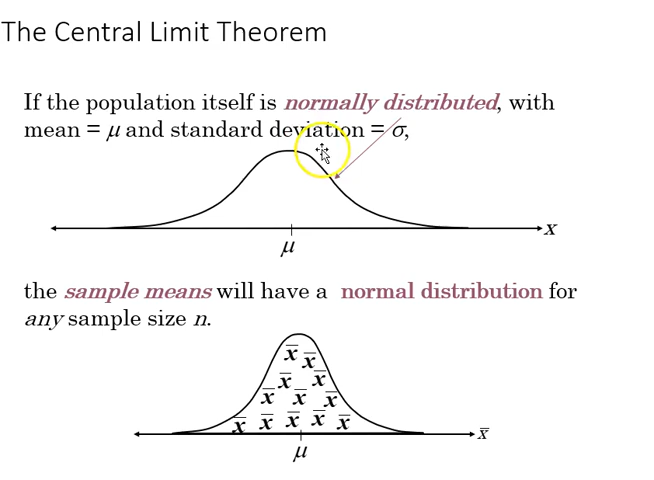 The Central Limit Theorem
If the population itself is normally distributed, with
mean = μ and standard deviation = σ,
x
μ
the sample means will have a normal distribution for
any sample size n.
x̅
x̅
x̅ x̅
x̅ x̅ x̅
x̅ x̅ x̅ x̅ x̅
x̅
μ